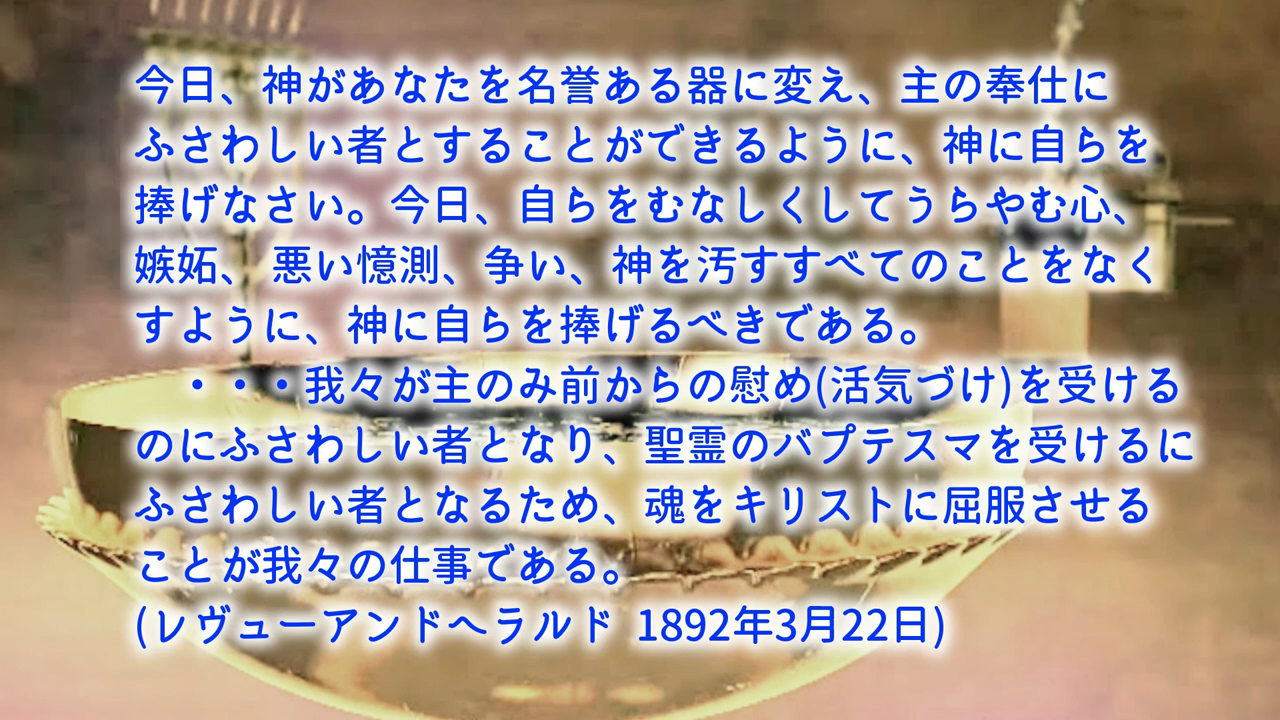 今日、神があなたを名誉ある器に変え、主の奉仕に
ふさわしい者とすることができるように、神に自らを
捧げなさい。今日、自らをむなしくしてうらやむ心、
嫉妬、 悪い憶測、争い、神を汚すすべてのことをなく
すように、神に自らを捧げるべきである。
・・・我々が主のみ前からの慰め(活気づけ)を受ける
のにふさわしい者となり、聖霊のバプテスマを受けるに
ふさわしい者となるため、魂をキリストに屈服させる
ことが我々の仕事である。
(レヴューアンドヘラルド 1892年3月22日)